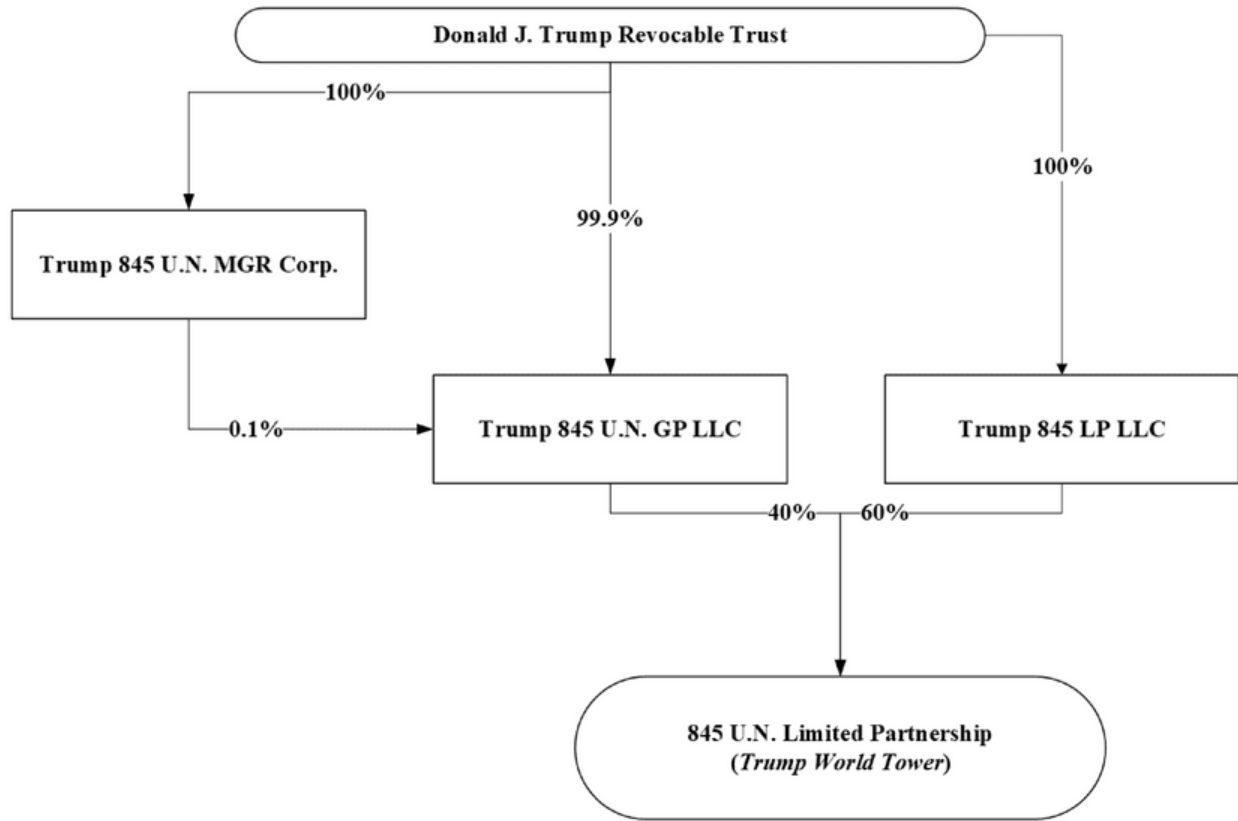 Donald J. Trump Revocable Trust
100%
100%
99.9%
Trump 845 U.N. MGR Corp.
0.1%
Trump 845 U.N. GP LLC
Trump 845 LP LLC
40%
60%
845 U.N. Limited Partnership
(Trump World Tower)